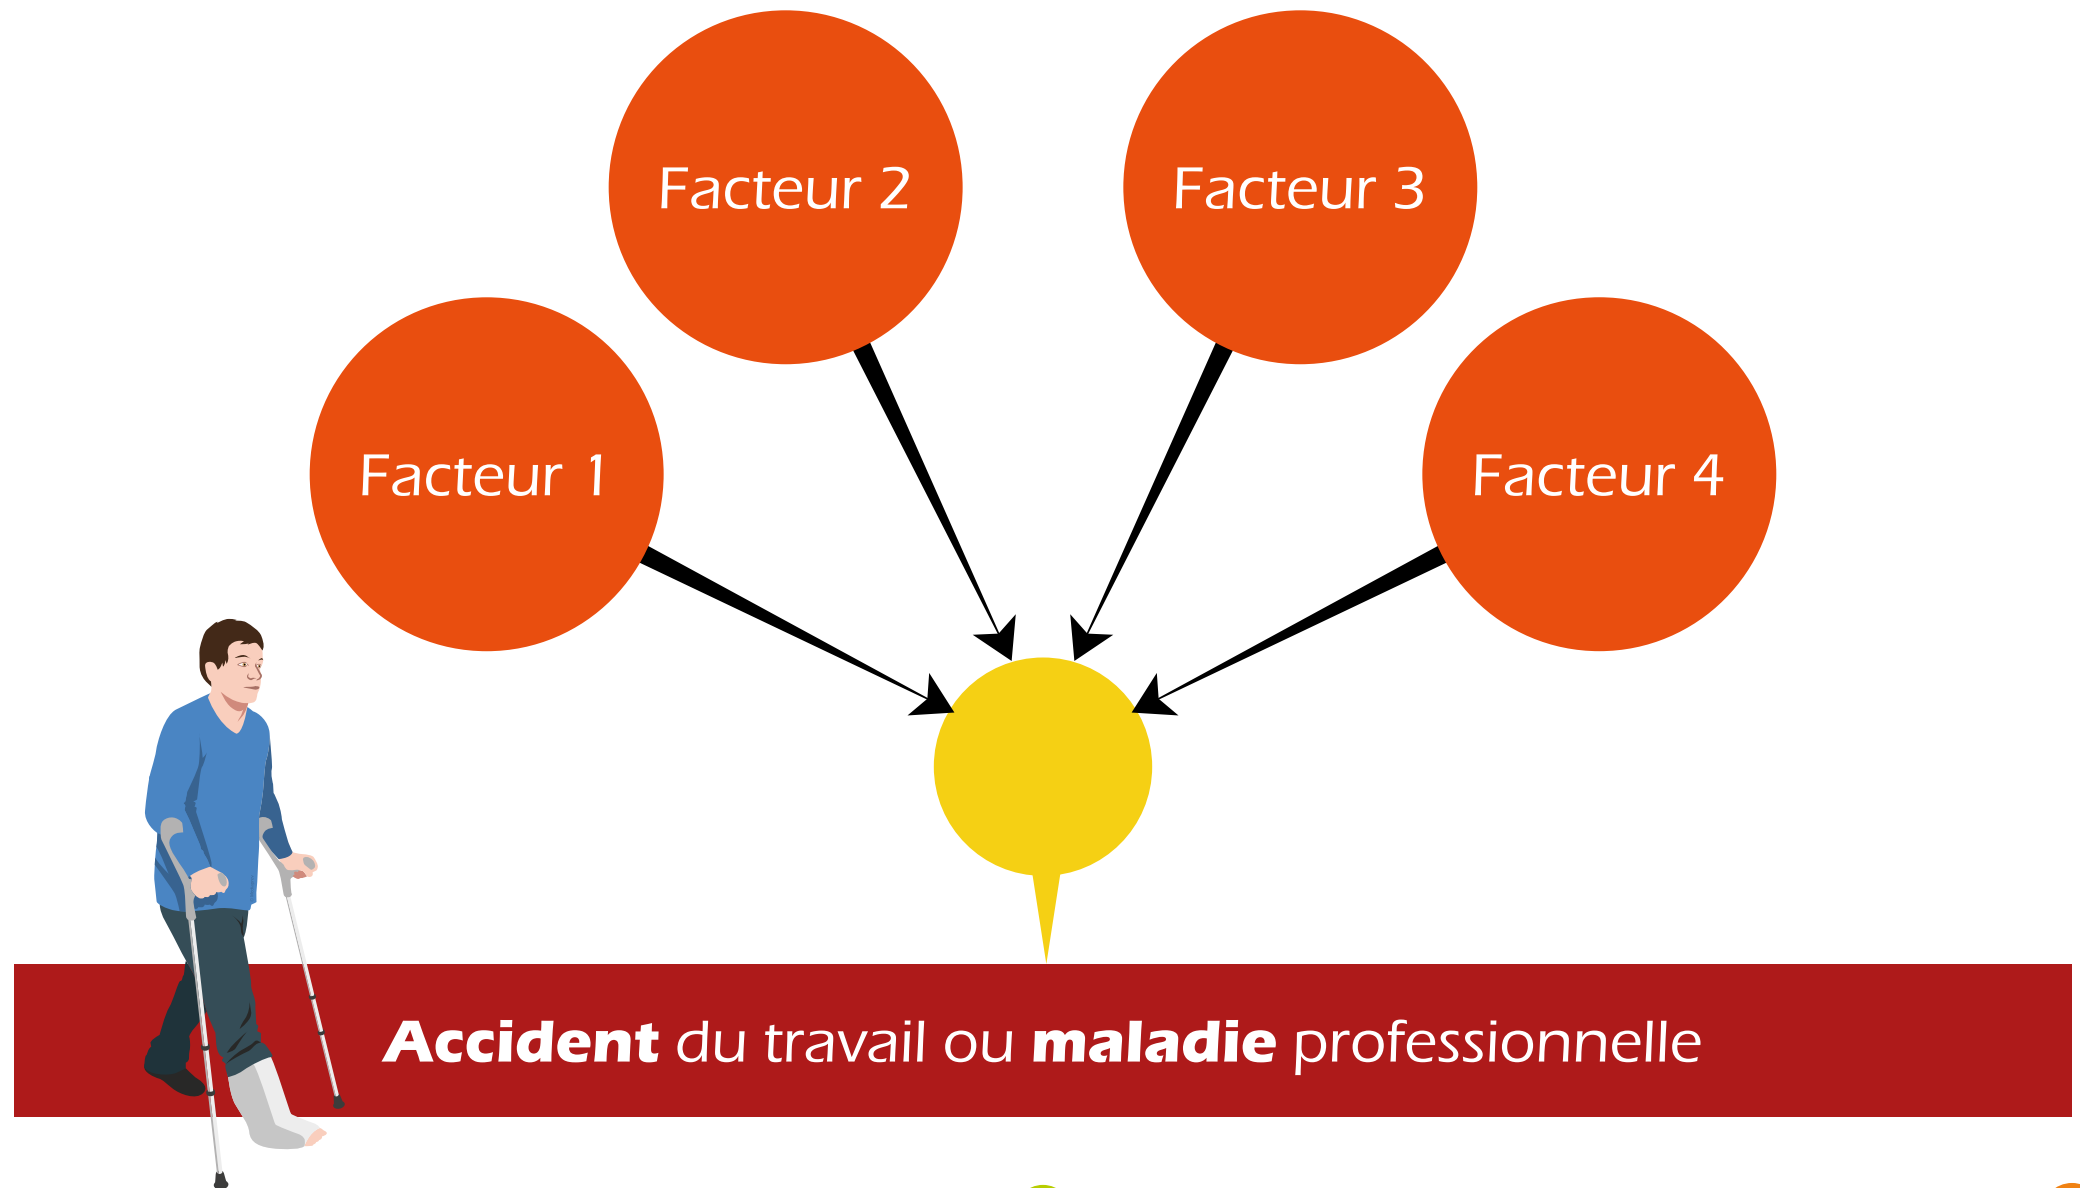 Facteur 2
Facteur 3
Facteur 1
Facteur 4
Accident du travail ou maladie professionnelle